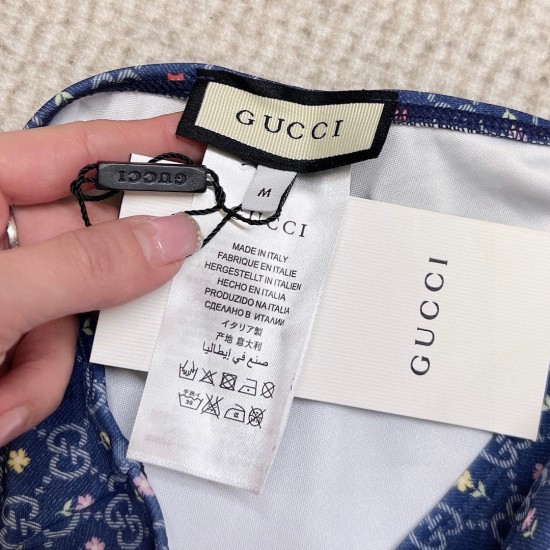 GUCCI
GUCCI
M
UCCI
MADE IN ITALY
FABRIQUE EN ITALIE
HERGESTELLT IN ITALIEN
HECHO EN ITALIA
PRODUZIDO NA ITALIA
СДЕЛАНО В ИТАЛИИ
イタリア製
产地 意大利
صنع في إيطاليا
GUCCI